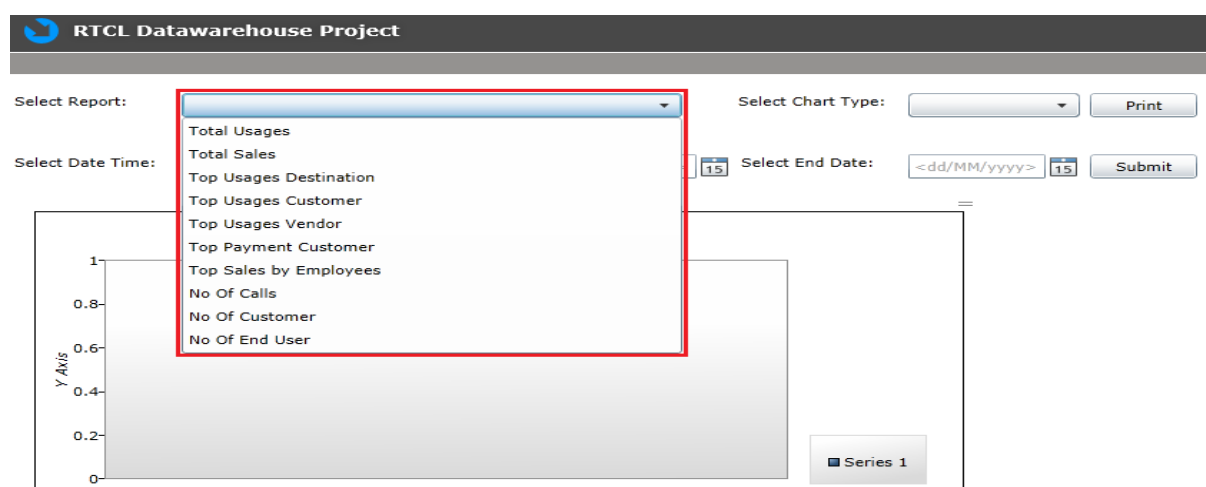 RTCL Datawarehouse Project
Select Report:
Select Chart Type:
Print
Total Usages
Total Sales
Top Usages Destination
Top Usages Customer
Top Usages Vendor
Top Payment Customer
Top Sales by Employees
No Of Calls
No Of Customer
No Of End User
Select Date Time:
15
Select End Date:
<dd/MM/yyyy>
15
Submit
1
0.8
0.6
0.4
0.2
0
Y Axis
Series 1